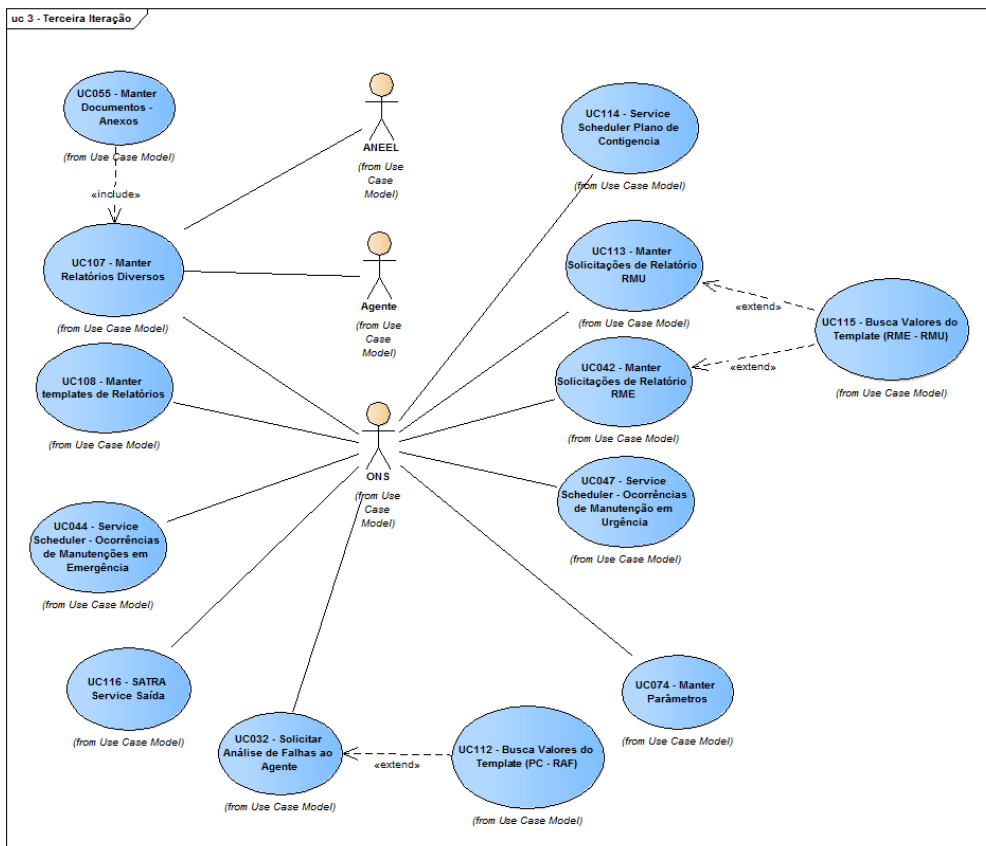 uc 3 - Terceira Iteração
UC055 - Manter
Documentos -
Anexos
(from Use Case Model)
«include»
UC107 - Manter
Relatórios Diversos
(from Use Case Model)
ANEEL
(from Use
Case
Model)
Agente
(from Use
Case
Model)
UC114 - Service
Scheduler Plano de
Contigencia
(from Use Case Model)
UC113 - Manter
Solicitações de Relatório
RMU
(from Use Case Model)
«extend»
UC115 - Busca Valores do
Template (RME - RMU)
(from Use Case Model)
«extend»
UC042 - Manter
Solicitações de Relatório
RME
(from Use Case Model)
UC108 - Manter
templates de Relatórios
(from Use Case Model)
ONS
(from Use
Case
Model)
UC047 - Service
Scheduler - Ocorrências
de Manutenção em
Urgência
(from Use Case Model)
UC044 - Service
Scheduler - Ocorrências
de Manutenções em
Emergência
(from Use Case Model)
UC116 - SATRA
Service Saída
(from Use Case Model)
UC032 - Solicitar
Análise de Falhas ao
Agente
(from Use Case Model)
«extend»
UC112 - Busca Valores do
Template (PC - RAF)
(from Use Case Model)
UC074 - Manter
Parâmetros
(from Use Case Model)